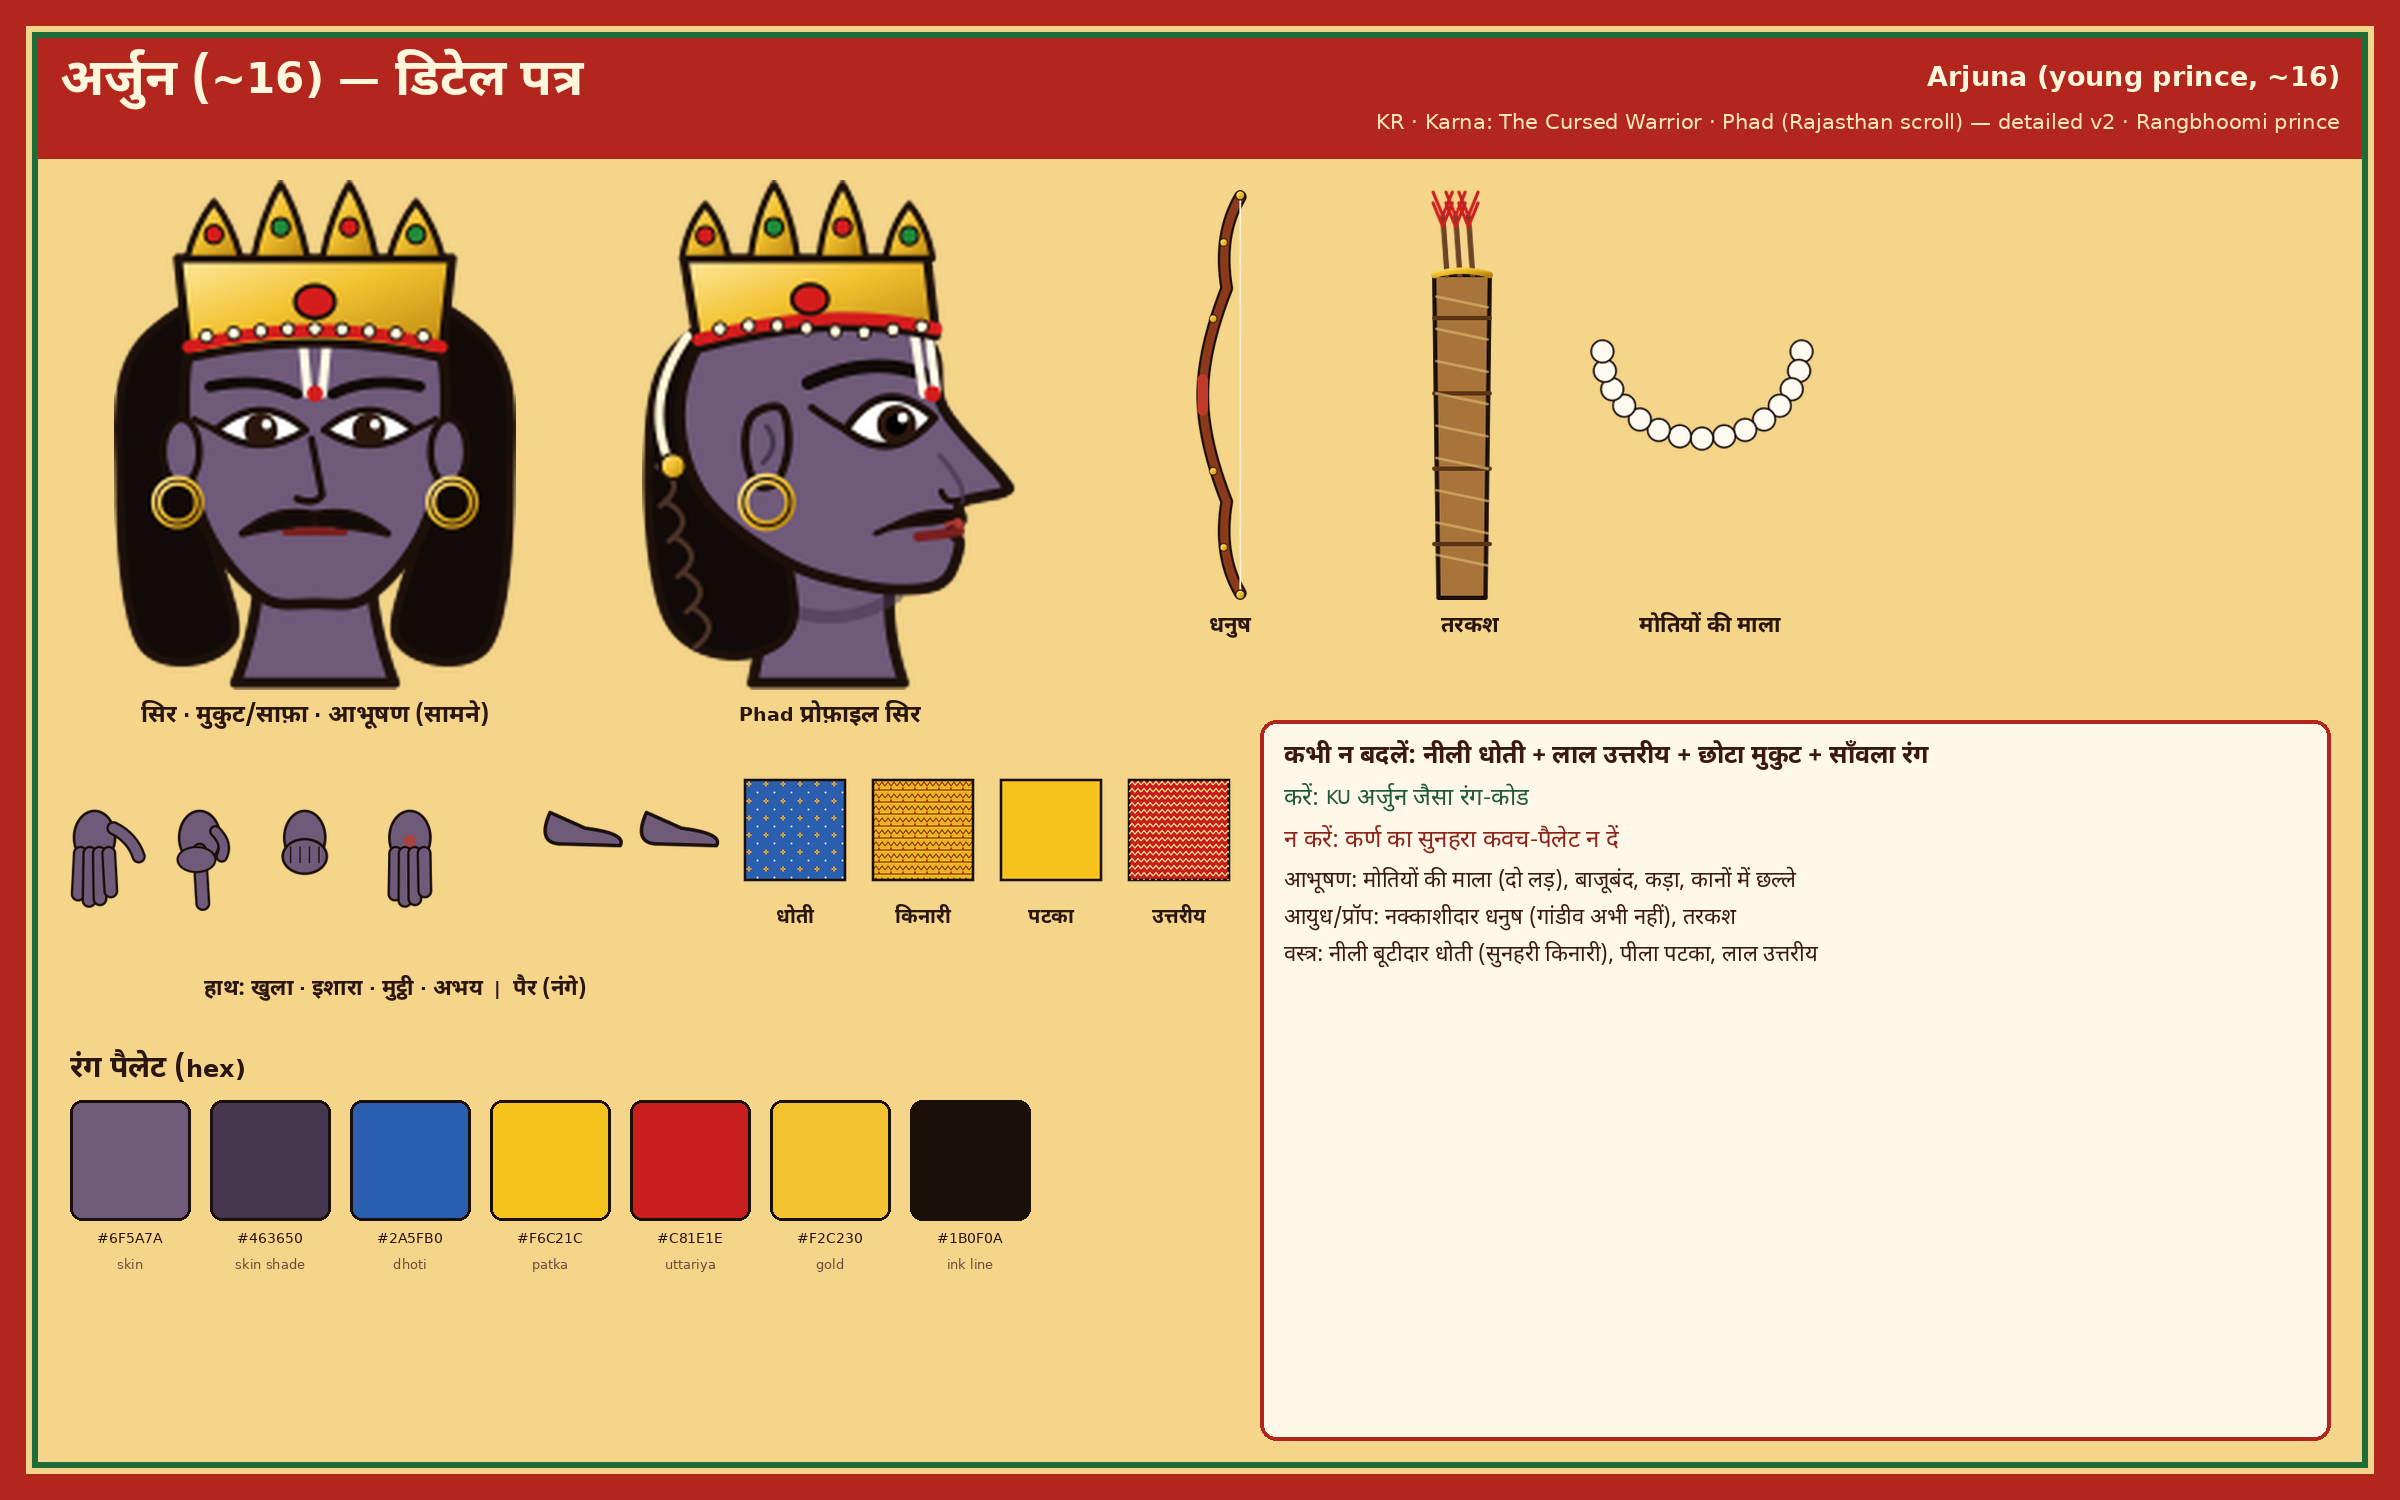 अर्जुन (~16) — डिटेल पत्र
Arjuna (young prince, ~16)
KR · Karna: The Cursed Warrior · Phad (Rajasthan scroll) — detailed v2 · Rangbhoomi prince
धनुष
तरकश
मोतियों की माला
सिर · मुकुट/साफ़ा · आभूषण (सामने)
Phad प्रोफ़ाइल सिर
धोती
किनारी
पटका
उत्तरीय
हाथ: खुला · इशारा · मुट्ठी · अभय | पैर (नंगे)
कभी न बदलें: नीली धोती + लाल उत्तरीय + छोटा मुकुट + साँवला रंग
करें: KU अर्जुन जैसा रंग-कोड
न करें: कर्ण का सुनहरा कवच-पैलेट न दें
आभूषण: मोतियों की माला (दो लड़), बाजूबंद, कड़ा, कानों में छल्ले
आयुध/प्रॉप: नक्काशीदार धनुष (गांडीव अभी नहीं), तरकश
वस्त्र: नीली बूटीदार धोती (सुनहरी किनारी), पीला पटका, लाल उत्तरीय
रंग पैलेट (hex)
#6F5A7A
#463650
#2A5FB0
#F6C21C
#C81E1E
#F2C230
#1B0F0A
skin
skin shade
dhoti
patka
uttariya
gold
ink line